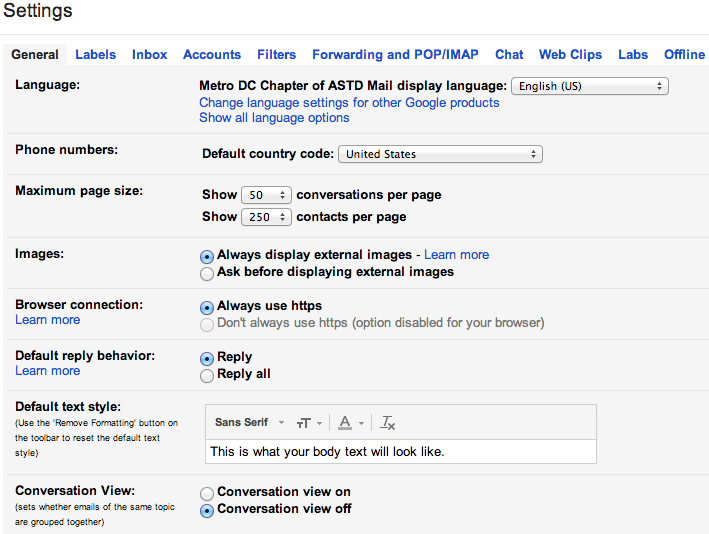 Settings
General Labels Inbox Accounts Filters Forwarding and POP/IMAP Chat Web Clips Labs Offline
Language:
Metro DC Chapter of ASTD Mail display language: English (US)
Change language settings for other Google products
Show all language options
Phone numbers:
Default country code: United States
Maximum page size:
Show 50 conversations per page
Show 250 contacts per page
Images:
Always display external images - Learn more
Ask before displaying external images
Browser connection:
Learn more
Always use https
Don't always use https (option disabled for your browser)
Default reply behavior:
Learn more
Reply
Reply all
Default text style:
(Use the 'Remove Formatting' button on
the toolbar to reset the default text
style)
Sans Serif TT A Tx
This is what your body text will look like.
Conversation View:
(sets whether emails of the same topic
are grouped together)
Conversation view on
Conversation view off